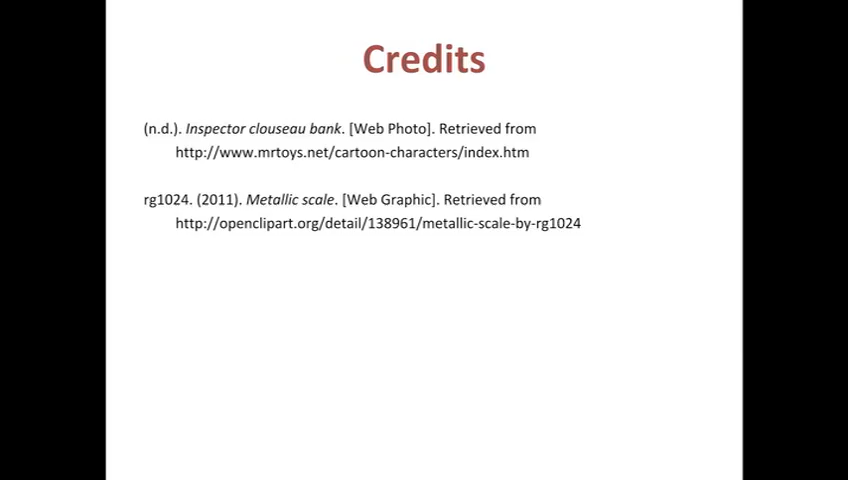 Credits
(n.d.). Inspector clouseau bank. [Web Photo]. Retrieved from
http://www.mrtoys.net/cartoon-characters/index.htm
rg1024. (2011). Metallic scale. [Web Graphic]. Retrieved from
http://openclipart.org/detail/138961/metallic-scale-by-rg1024